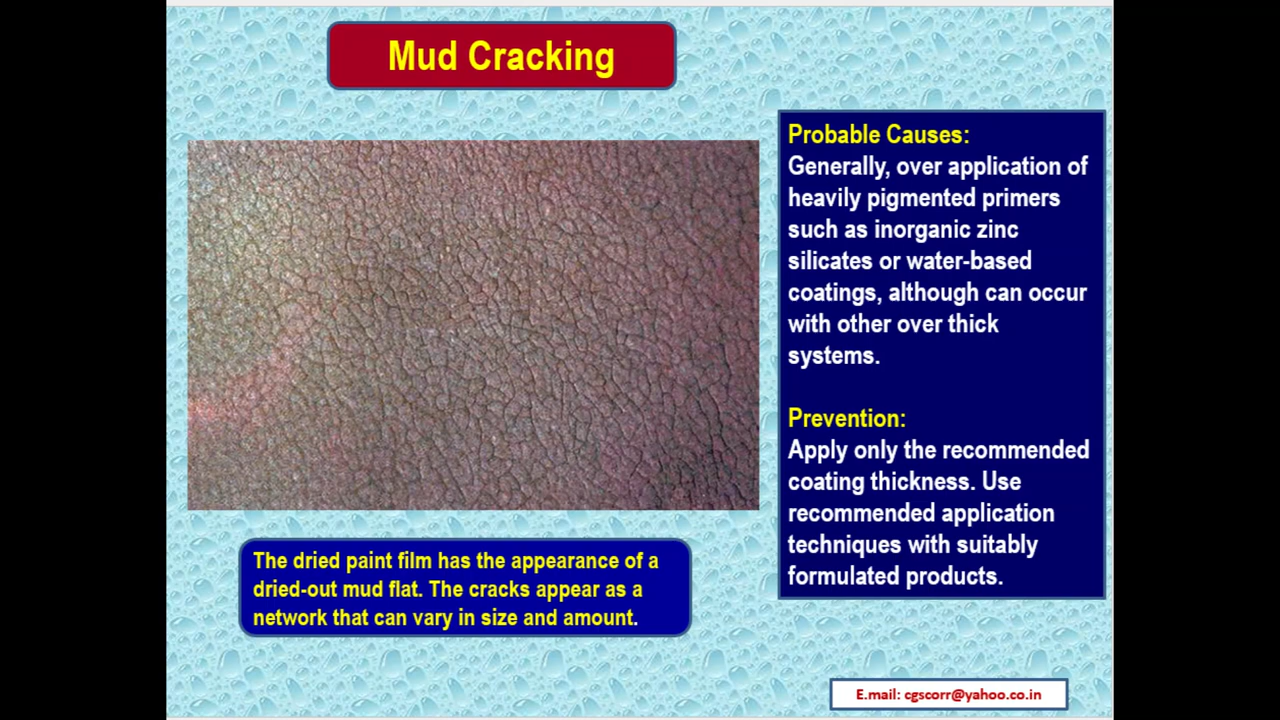 Mud Cracking
Probable Causes:
Generally, over application of
heavily pigmented primers
such as inorganic zinc
silicates or water-based
coatings, although can occur
with other over thick
systems.
Prevention:
Apply only the recommended
coating thickness. Use
recommended application
techniques with suitably
formulated products.
The dried paint film has the appearance of a
dried-out mud flat. The cracks appear as a
network that can vary in size and amount.
E.mail: cgscorr@yahoo.co.in